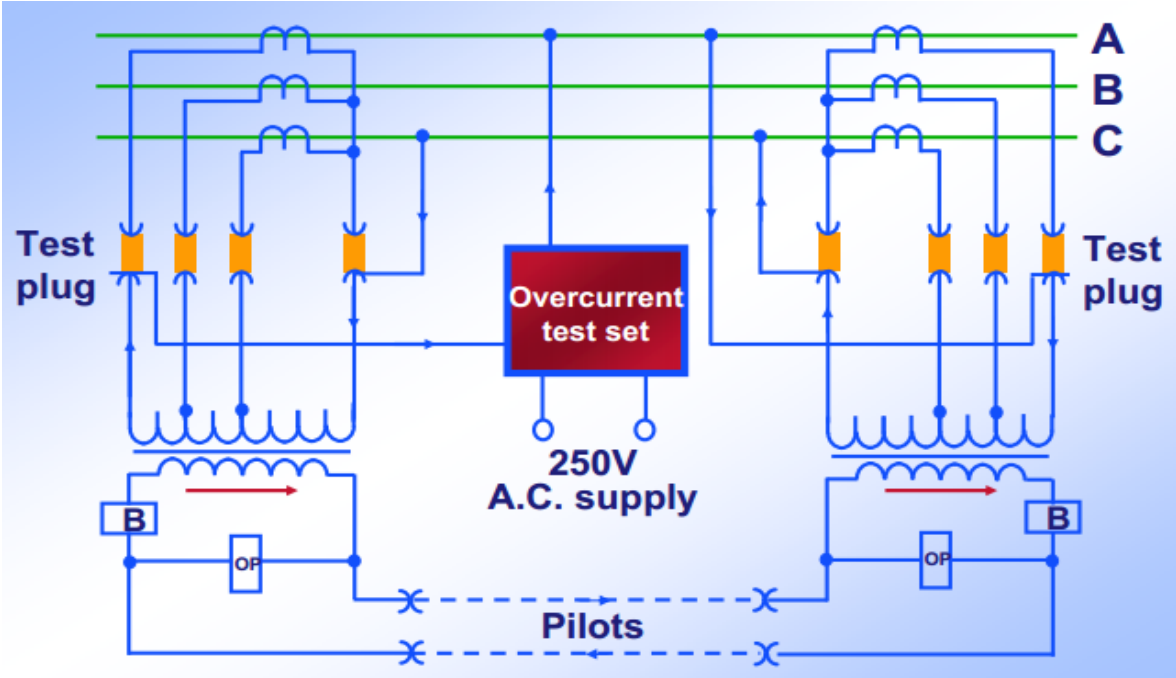 A
B
C
Test
plug
Overcurrent
test set
Test
plug
250V
A.C. supply
B
OP
B
OP
Pilots